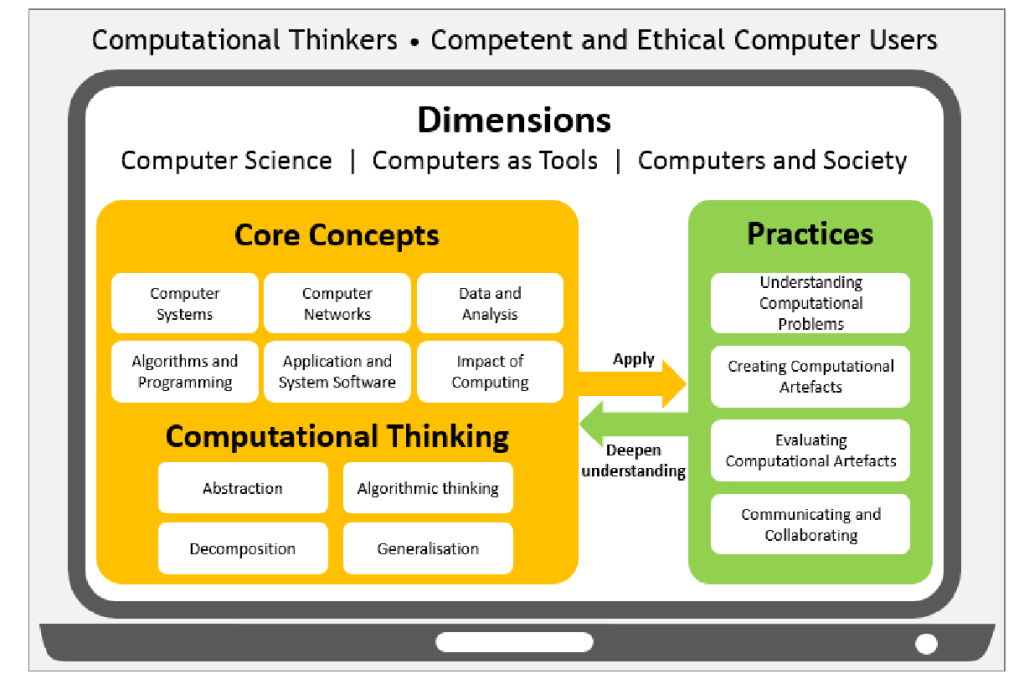 Computational Thinkers • Competent and Ethical Computer Users
Dimensions
Computer Science | Computers as Tools | Computers and Society
Core Concepts
Computer
Systems
Computer
Networks
Data and
Analysis
Algorithms and
Programming
Application and
System Software
Impact of
Computing
Computational Thinking
Abstraction
Algorithmic thinking
Decomposition
Generalisation
Apply
Deepen
understanding
Practices
Understanding
Computational
Problems
Creating Computational
Artefacts
Evaluating
Computational Artefacts
Communicating and
Collaborating